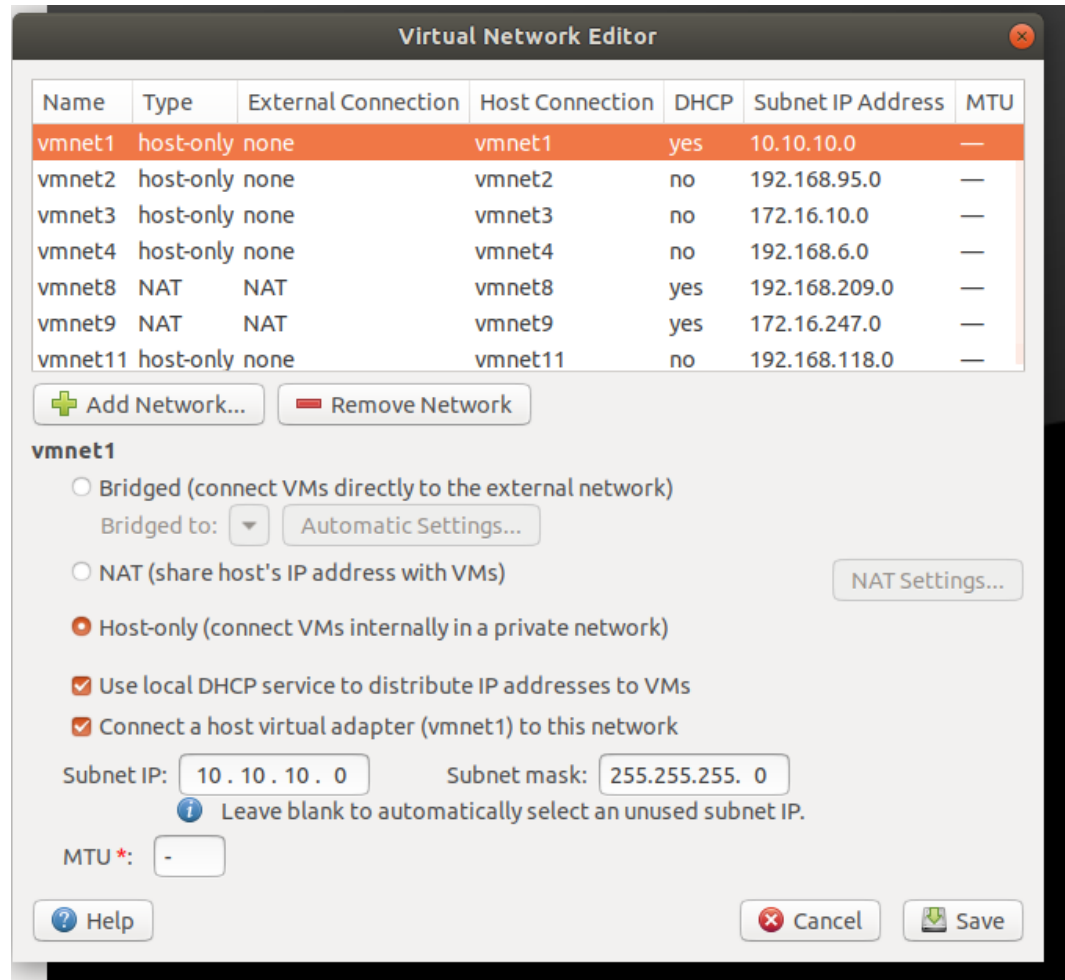 Virtual Network Editor
Name Type External Connection Host Connection DHCP Subnet IP Address MTU
vmnet1 host-only none vmnet1 yes 10.10.10.0 —
vmnet2 host-only none vmnet2 no 192.168.95.0 —
vmnet3 host-only none vmnet3 no 172.16.10.0 —
vmnet4 host-only none vmnet4 no 192.168.6.0 —
vmnet8 NAT NAT vmnet8 yes 192.168.209.0 —
vmnet9 NAT NAT vmnet9 yes 172.16.247.0 —
vmnet11 host-only none vmnet11 no 192.168.118.0 —
Add Network... Remove Network
vmnet1
Bridged (connect VMs directly to the external network)
Bridged to: Automatic Settings...
NAT (share host's IP address with VMs)
NAT Settings...
Host-only (connect VMs internally in a private network)
Use local DHCP service to distribute IP addresses to VMs
Connect a host virtual adapter (vmnet1) to this network
Subnet IP: 10 . 10 . 10 . 0 Subnet mask: 255.255.255. 0
Leave blank to automatically select an unused subnet IP.
MTU *: -
Help Cancel Save